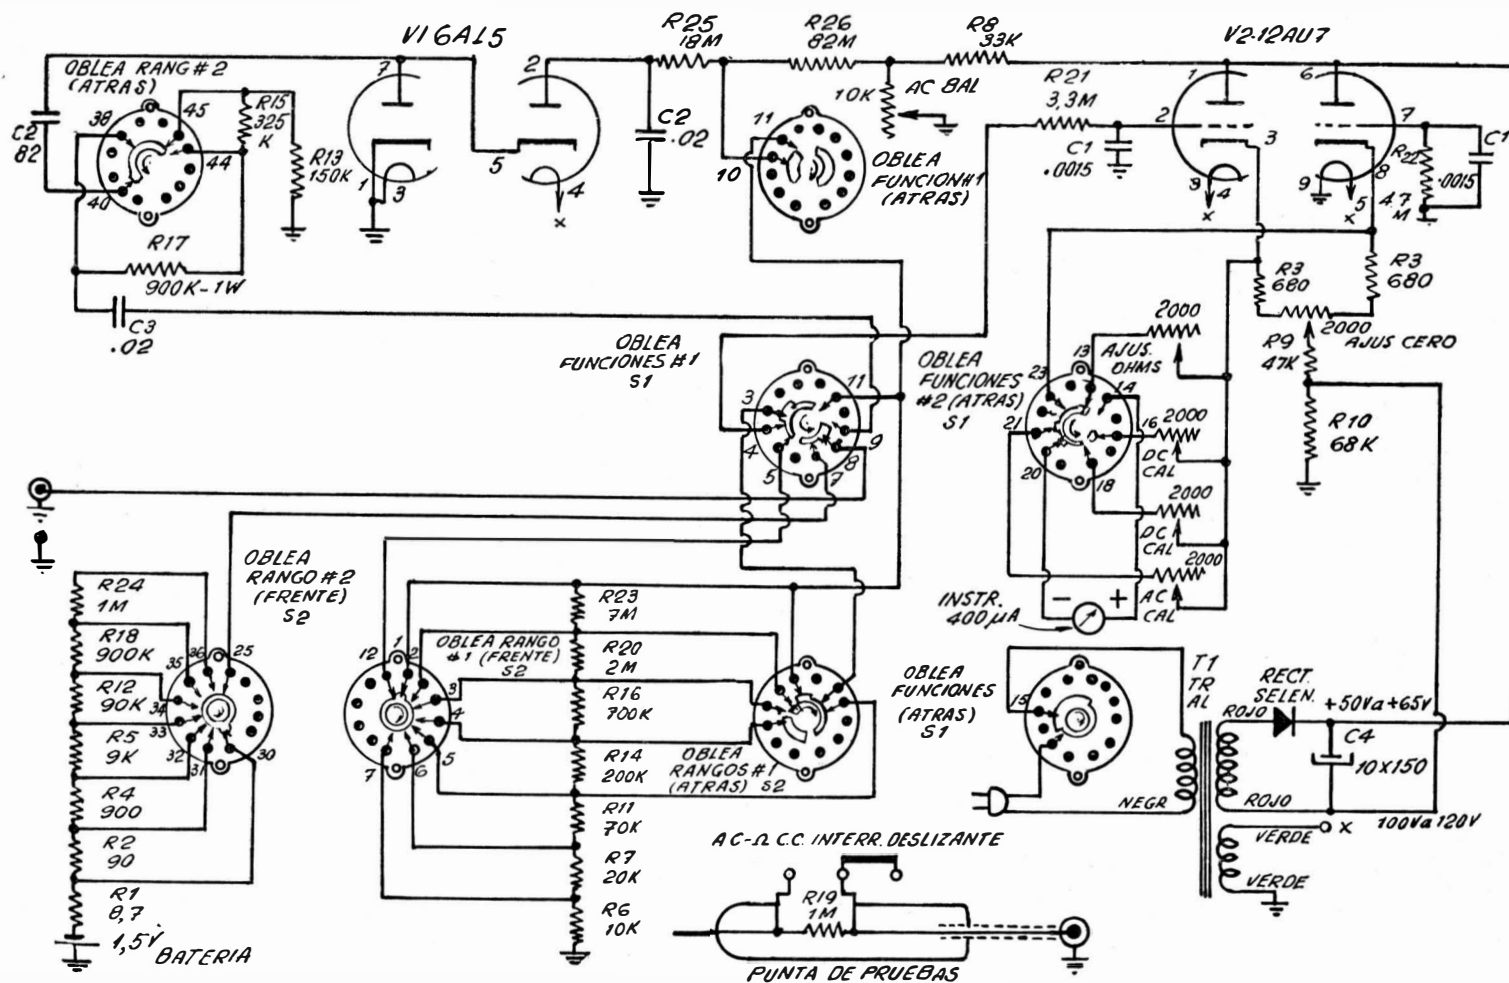 V1 6AL5
R25
18M
R26
82M
R8
33K
V2-12AU7
OBLEA RANG #2
(ATRAS)
C2
82
38
45
44
40
R15
325
K
R13
150K
R17
900K-1W
C3
.02
7
1
3
2
5
4
x
C2
.02
10K
AC BAL
11
10
OBLEA
FUNCION #1
(ATRAS)
R21
3,3M
C1
.0015
1
2
3
9
4
x
6
7
8
9
5
x
R22
4.7
M
C1
.0015
R3
680
R3
680
2000
AJUS CERO
R9
47K
R10
68K
OBLEA
FUNCIONES #1
S1
3
4
5
7
8
9
11
OBLEA
FUNCIONES
#2 (ATRAS)
S1
23
13
14
21
16
20
18
2000
AJUS.
OHMS
2000
DC
CAL
2000
DC
CAL
2000
AC
CAL
INSTR.
400 µA
−
+
OBLEA
RANGO #2
(FRENTE)
S2
R24
1M
R18
900K
R12
90K
R5
9K
R4
900
R2
90
R1
8,7
1,5V
BATERIA
35
36
25
34
33
32
31
30
12
1
2
3
4
5
6
7
OBLEA RANGO
#1 (FRENTE)
S2
R23
7M
R20
2M
R16
700K
R14
200K
R11
70K
R7
20K
R6
10K
OBLEA
RANGOS #1
(ATRAS) S2
OBLEA
FUNCIONES
(ATRAS)
S1
15
T1
TR
AL
NEGR
ROJO
ROJO
VERDE
VERDE
x
RECT.
SELEN.
+50Va+65V
C4
10X150
100Va120V
AC-Ω C.C. INTERR. DESLIZANTE
R19
1M
PUNTA DE PRUEBAS